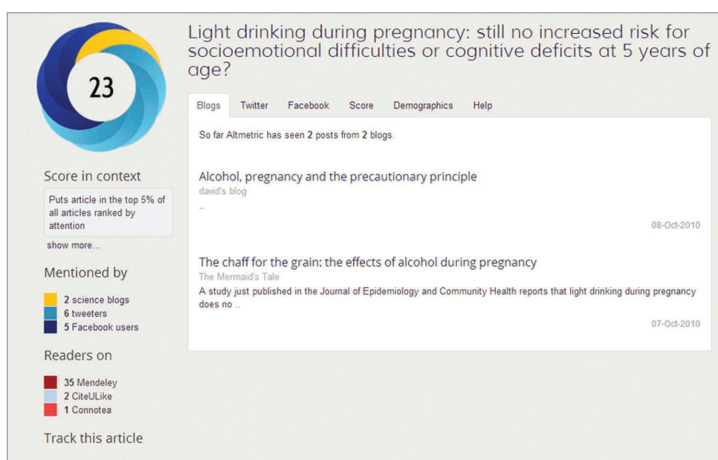 Light drinking during pregnancy: still no increased risk for
socioemotional difficulties or cognitive deficits at 5 years of
age?
23
Blogs Twitter Facebook Score Demographics Help
So far Altmetric has seen 2 posts from 2 blogs.
Alcohol, pregnancy and the precautionary principle
david's blog
..
08-Oct-2010
The chaff for the grain: the effects of alcohol during pregnancy
The Mermaid's Tale
A study just published in the Journal of Epidemiology and Community Health reports that light drinking during pregnancy
does no ..
07-Oct-2010
Score in context
Puts article in the top 5% of
all articles ranked by
attention
show more...
Mentioned by
2 science blogs
6 tweeters
5 Facebook users
Readers on
35 Mendeley
2 CiteULike
1 Connotea
Track this article